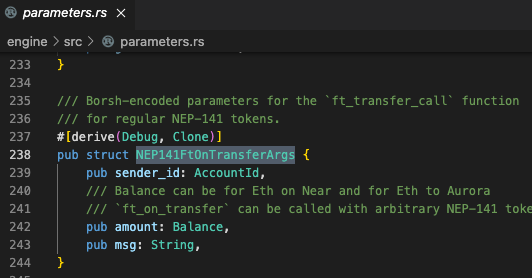 parameters.rs ×
engine > src > parameters.rs
233 }
234
235 /// Borsh-encoded parameters for the `ft_transfer_call` function
236 /// for regular NEP-141 tokens.
237 #[derive(Debug, Clone)]
238 pub struct NEP141FtOnTransferArgs {
239 pub sender_id: AccountId,
240 /// Balance can be for Eth on Near and for Eth to Aurora
241 /// `ft_on_transfer` can be called with arbitrary NEP-141 toke
242 pub amount: Balance,
243 pub msg: String,
244 }